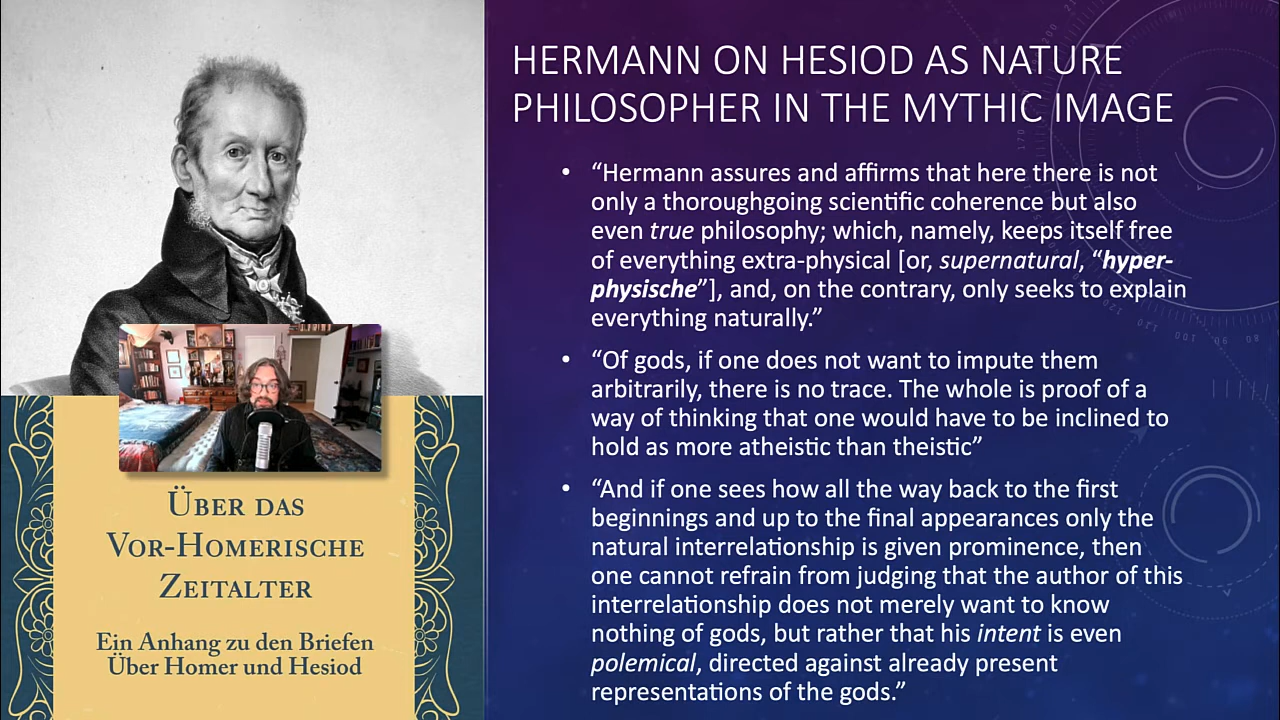 HERMANN ON HESIOD AS NATURE
PHILOSOPHER IN THE MYTHIC IMAGE
• “Hermann assures and affirms that here there is not
only a thoroughgoing scientific coherence but also
even true philosophy; which, namely, keeps itself free
of everything extra-physical [or, supernatural, “hyper-
physische”], and, on the contrary, only seeks to explain
everything naturally.”
• “Of gods, if one does not want to impute them
arbitrarily, there is no trace. The whole is proof of a
way of thinking that one would have to be inclined to
hold as more atheistic than theistic”
• “And if one sees how all the way back to the first
beginnings and up to the final appearances only the
natural interrelationship is given prominence, then
one cannot refrain from judging that the author of this
interrelationship does not merely want to know
nothing of gods, but rather that his intent is even
polemical, directed against already present
representations of the gods.”
ÜBER DAS
VOR-HOMERISCHE
ZEITALTER
Ein Anhang zu den Briefen
Über Homer und Hesiod